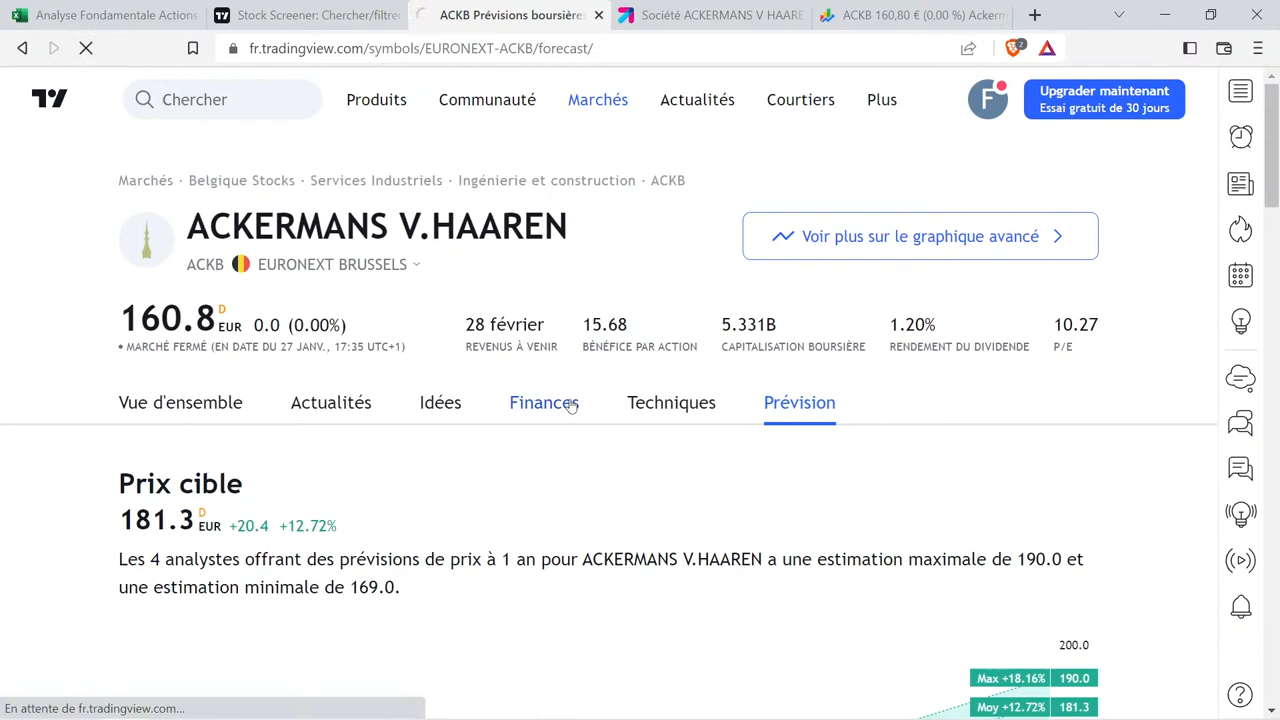 Analyse Fondamentale Actions
Stock Screener: Chercher/filtrer
ACKB Prévisions boursières
Société ACKERMANS V HAARE
ACKB 160,80 € (0,00 %) Ackerm
fr.tradingview.com/symbols/EURONEXT-ACKB/forecast/
2
Chercher
Produits
Communauté
Marchés
Actualités
Courtiers
Plus
F
Upgrader maintenant
Essai gratuit de 30 jours
Marchés · Belgique Stocks · Services Industriels · Ingénierie et construction · ACKB
ACKERMANS V.HAAREN
ACKB EURONEXT BRUSSELS
Voir plus sur le graphique avancé
160.8 D EUR 0.0 (0.00%)
• MARCHÉ FERMÉ (EN DATE DU 27 JANV., 17:35 UTC+1)
28 février
REVENUS À VENIR
15.68
BÉNÉFICE PAR ACTION
5.331B
CAPITALISATION BOURSIÈRE
1.20%
RENDEMENT DU DIVIDENDE
10.27
P/E
Vue d'ensemble
Actualités
Idées
Finances
Techniques
Prévision
Prix cible
181.3 D EUR +20.4 +12.72%
Les 4 analystes offrant des prévisions de prix à 1 an pour ACKERMANS V.HAAREN a une estimation maximale de 190.0 et
une estimation minimale de 169.0.
200.0
Max +18.16% 190.0
Moy +12.72% 181.3
En attente de fr.tradingview.com...